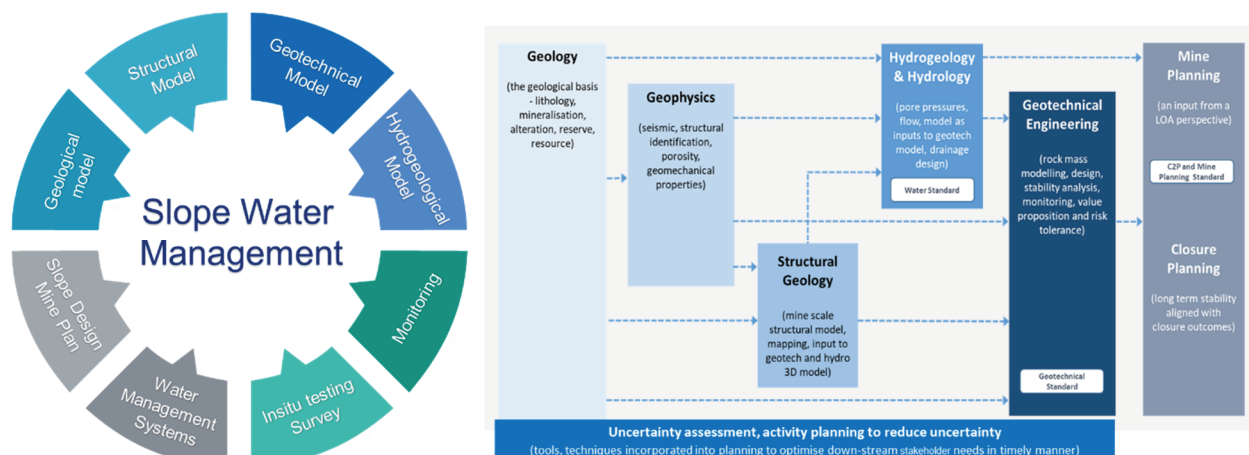 Structural
Model
Geotechnical
Model
Geological
model
Hydrogeological
Model
Slope Water
Management
Slope Design
Mine Plan
Monitoring
Water
Management
Systems
Insitu testing
Survey
Geology
(the geological basis
- lithology,
mineralisation,
alteration, reserve,
resource)
Geophysics
(seismic, structural
identification,
porosity,
geomechanical
properties)
Structural
Geology
(mine scale
structural model,
mapping, input to
geotech and hydro
3D model)
Hydrogeology
& Hydrology
(pore pressures,
flow, model as
inputs to geotech
model, drainage
design)
Water Standard
Geotechnical
Engineering
(rock mass
modelling, design,
stability analysis,
monitoring, value
proposition and risk
tolerance)
Geotechnical
Standard
Mine
Planning
(an input from a
LOA perspective)
C2P and Mine
Planning Standard
Closure
Planning
(long term stability
aligned with
closure outcomes)
Uncertainty assessment, activity planning to reduce uncertainty
(tools, techniques incorporated into planning to optimise down-stream stakeholder needs in timely manner)